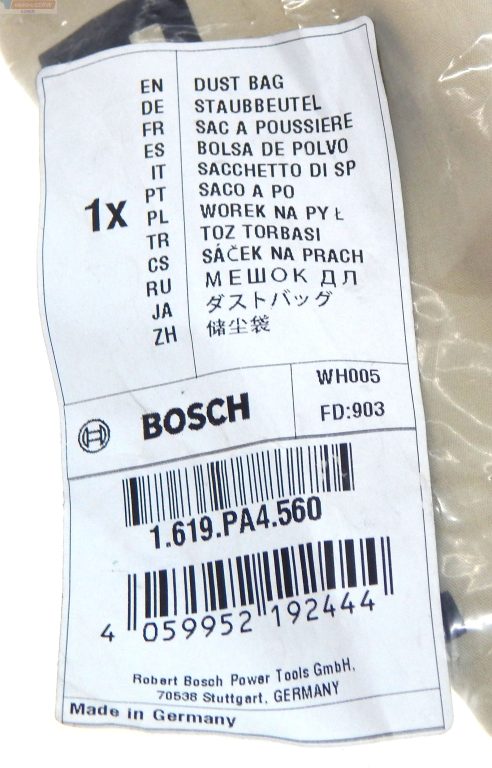 1x
EN DUST BAG
DE STAUBBEUTEL
FR SAC A POUSSIERE
ES BOLSA DE POLVO
IT SACCHETTO DI SP
PT SACO A PO
PL WOREK NA PY Ł
TR TOZ TORBASI
CS SÁČEK NA PRACH
RU МЕШОК ДЛ
JA ダストバッグ
ZH 储尘袋
BOSCH
WH005
FD:903
1.619.PA4.560
4 059952 192444
Robert Bosch Power Tools GmbH,
70538 Stuttgart, GERMANY
Made in Germany